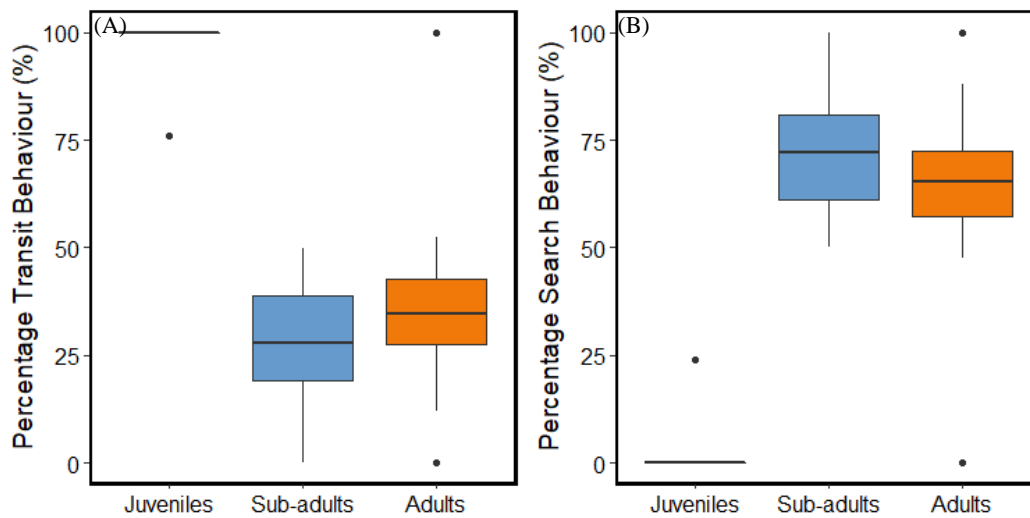 (A)
Percentage Transit Behaviour (%)
100
75
50
25
0
Juveniles Sub-adults Adults
(B)
Percentage Search Behaviour (%)
100
75
50
25
0
Juveniles Sub-adults Adults